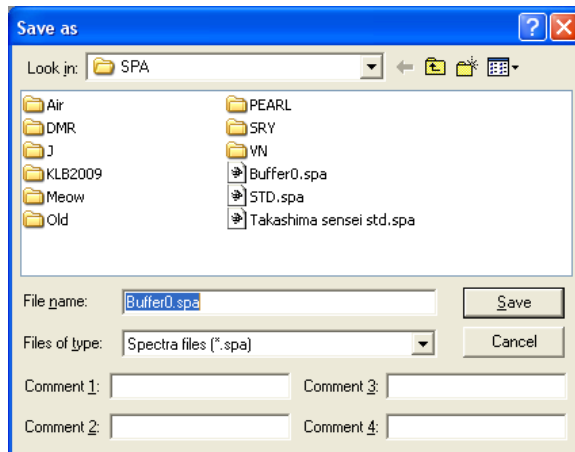 Save as
Look in: SPA
Air PEARL
DMR SRY
J VN
KLB2009 Buffer0.spa
Meow STD.spa
Old Takashima sensei std.spa
File name: Buffer0.spa Save
Files of type: Spectra files (*.spa) Cancel
Comment 1: Comment 3:
Comment 2: Comment 4: